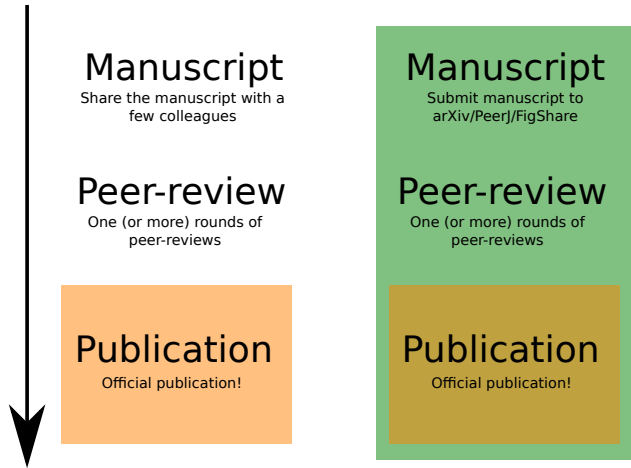 Manuscript
Share the manuscript with a
few colleagues
Peer-review
One (or more) rounds of
peer-reviews
Publication
Official publication!
Manuscript
Submit manuscript to
arXiv/PeerJ/FigShare
Peer-review
One (or more) rounds of
peer-reviews
Publication
Official publication!